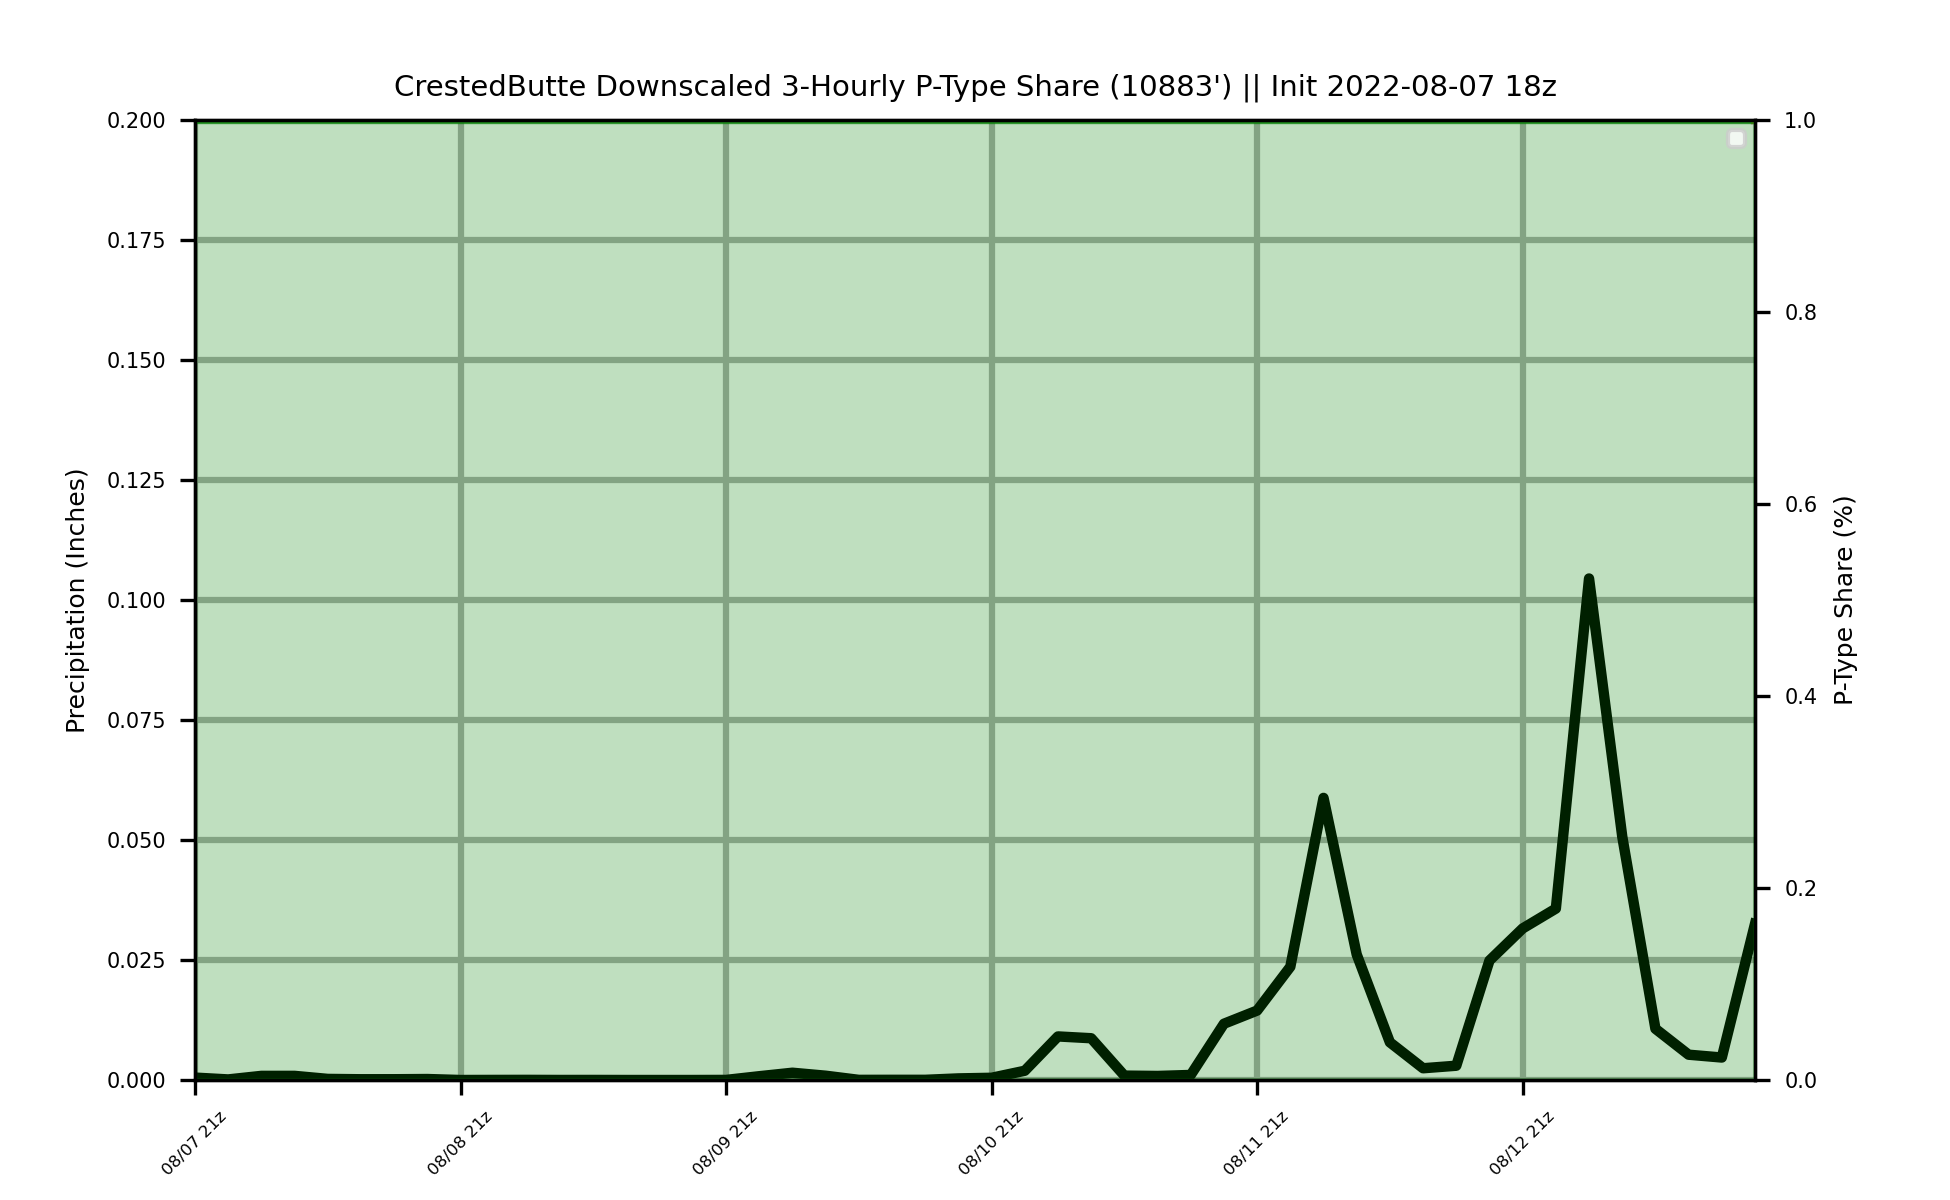 CrestedButte Downscaled 3-Hourly P-Type Share (10883') || Init 2022-08-07 18z
0.200
0.175
0.150
0.125
0.100
0.075
0.050
0.025
0.000
Precipitation (Inches)
1.0
0.8
0.6
0.4
0.2
0.0
P-Type Share (%)
08/07 21z
08/08 21z
08/09 21z
08/10 21z
08/11 21z
08/12 21z